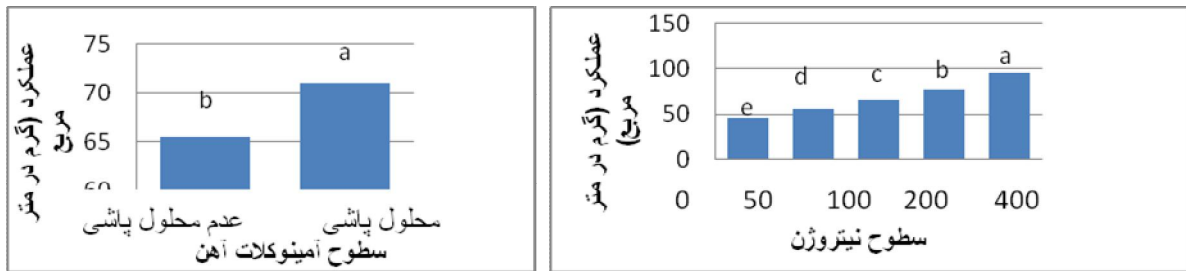 عملکرد (گرم در متر
مربع
75
70
65
60
b
a
عدم محلول پاشی
محلول پاشی
سطوح آمینوکلات آهن
عملکرد (گرم در متر
مربع)
150
100
50
0
e
d
c
b
a
0 50 100 200 400
سطوح نیتروژن